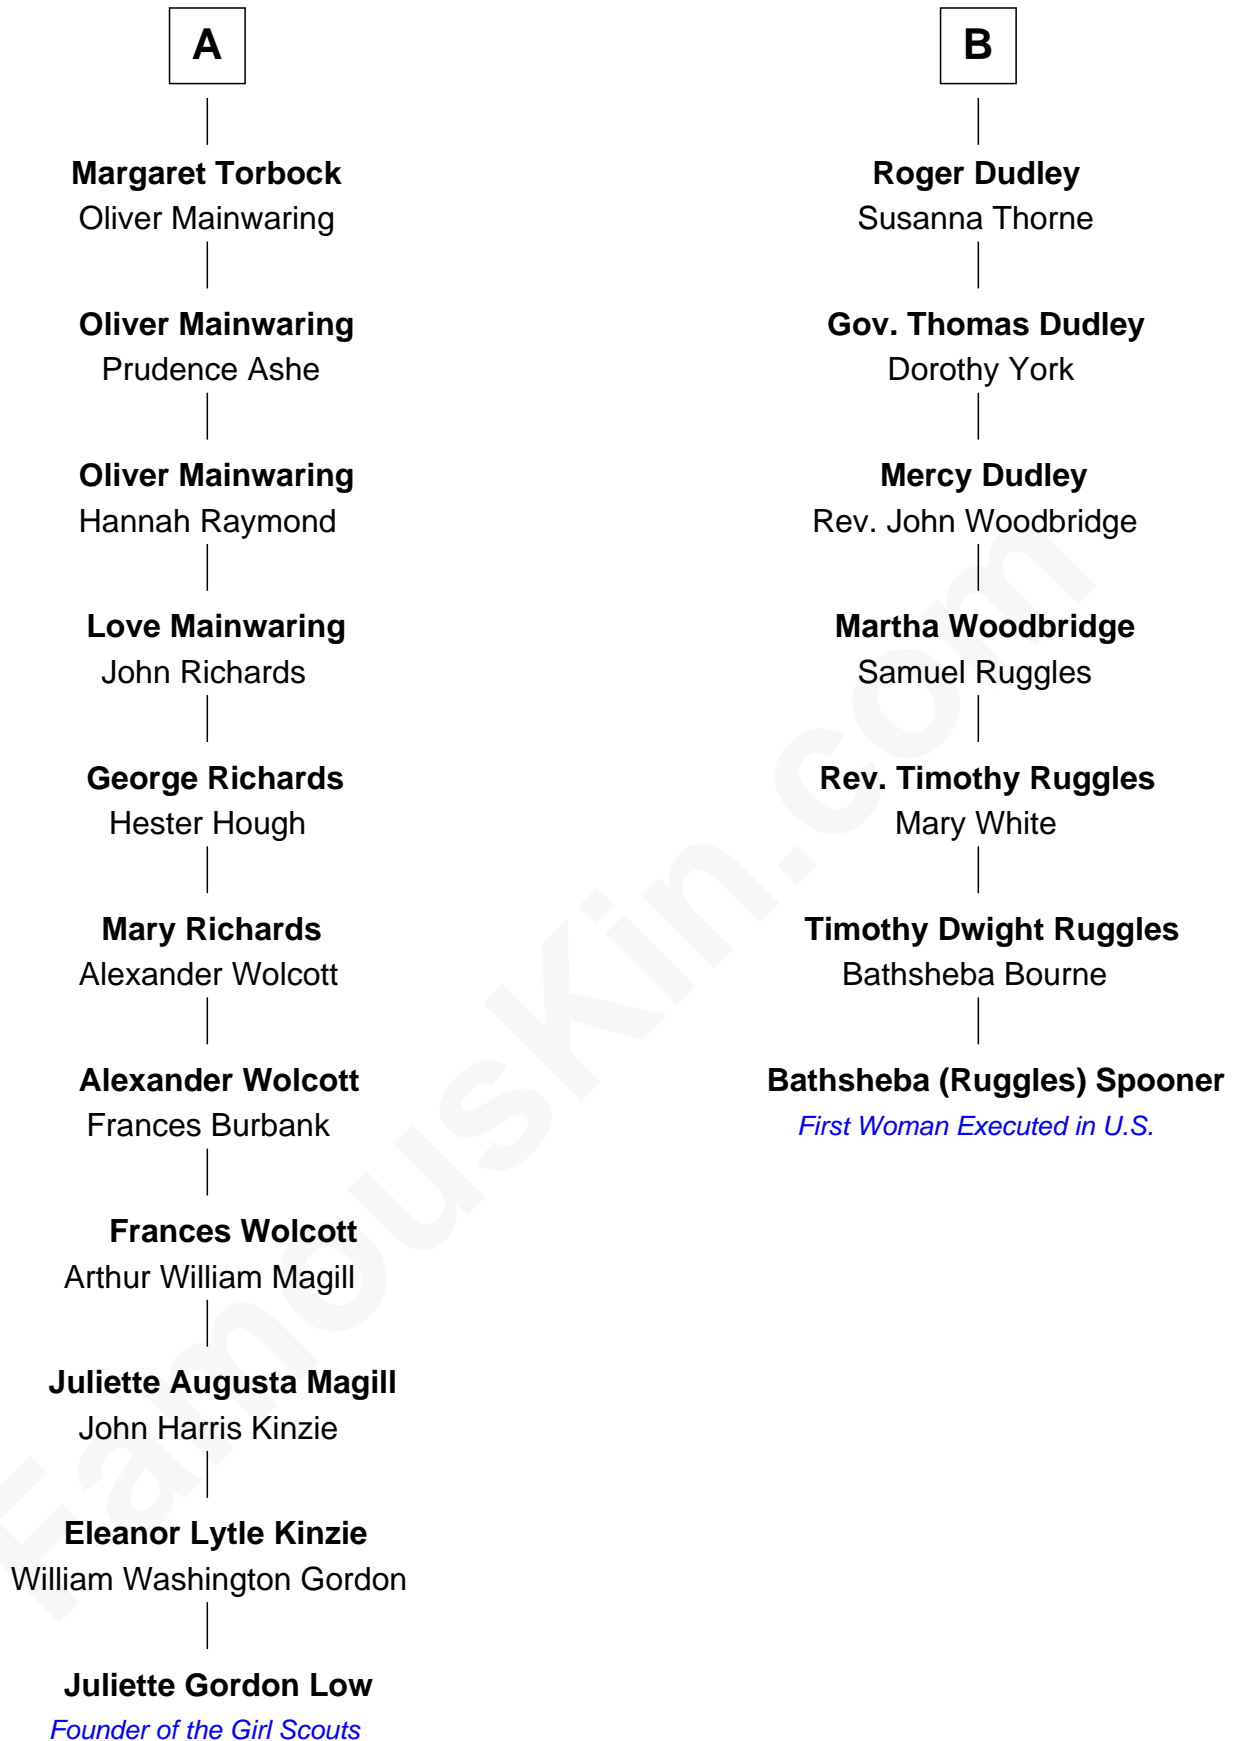 A
Margaret Torbock
Oliver Mainwaring
Oliver Mainwaring
Prudence Ashe
Oliver Mainwaring
Hannah Raymond
Love Mainwaring
John Richards
George Richards
Hester Hough
Mary Richards
Alexander Wolcott
Alexander Wolcott
Frances Burbank
Frances Wolcott
Arthur William Magill
Juliette Augusta Magill
John Harris Kinzie
Eleanor Lytle Kinzie
William Washington Gordon
Juliette Gordon Low
Founder of the Girl Scouts
B
Roger Dudley
Susanna Thorne
Gov. Thomas Dudley
Dorothy York
Mercy Dudley
Rev. John Woodbridge
Martha Woodbridge
Samuel Ruggles
Rev. Timothy Ruggles
Mary White
Timothy Dwight Ruggles
Bathsheba Bourne
Bathsheba (Ruggles) Spooner
First Woman Executed in U.S.
FamousKin.com